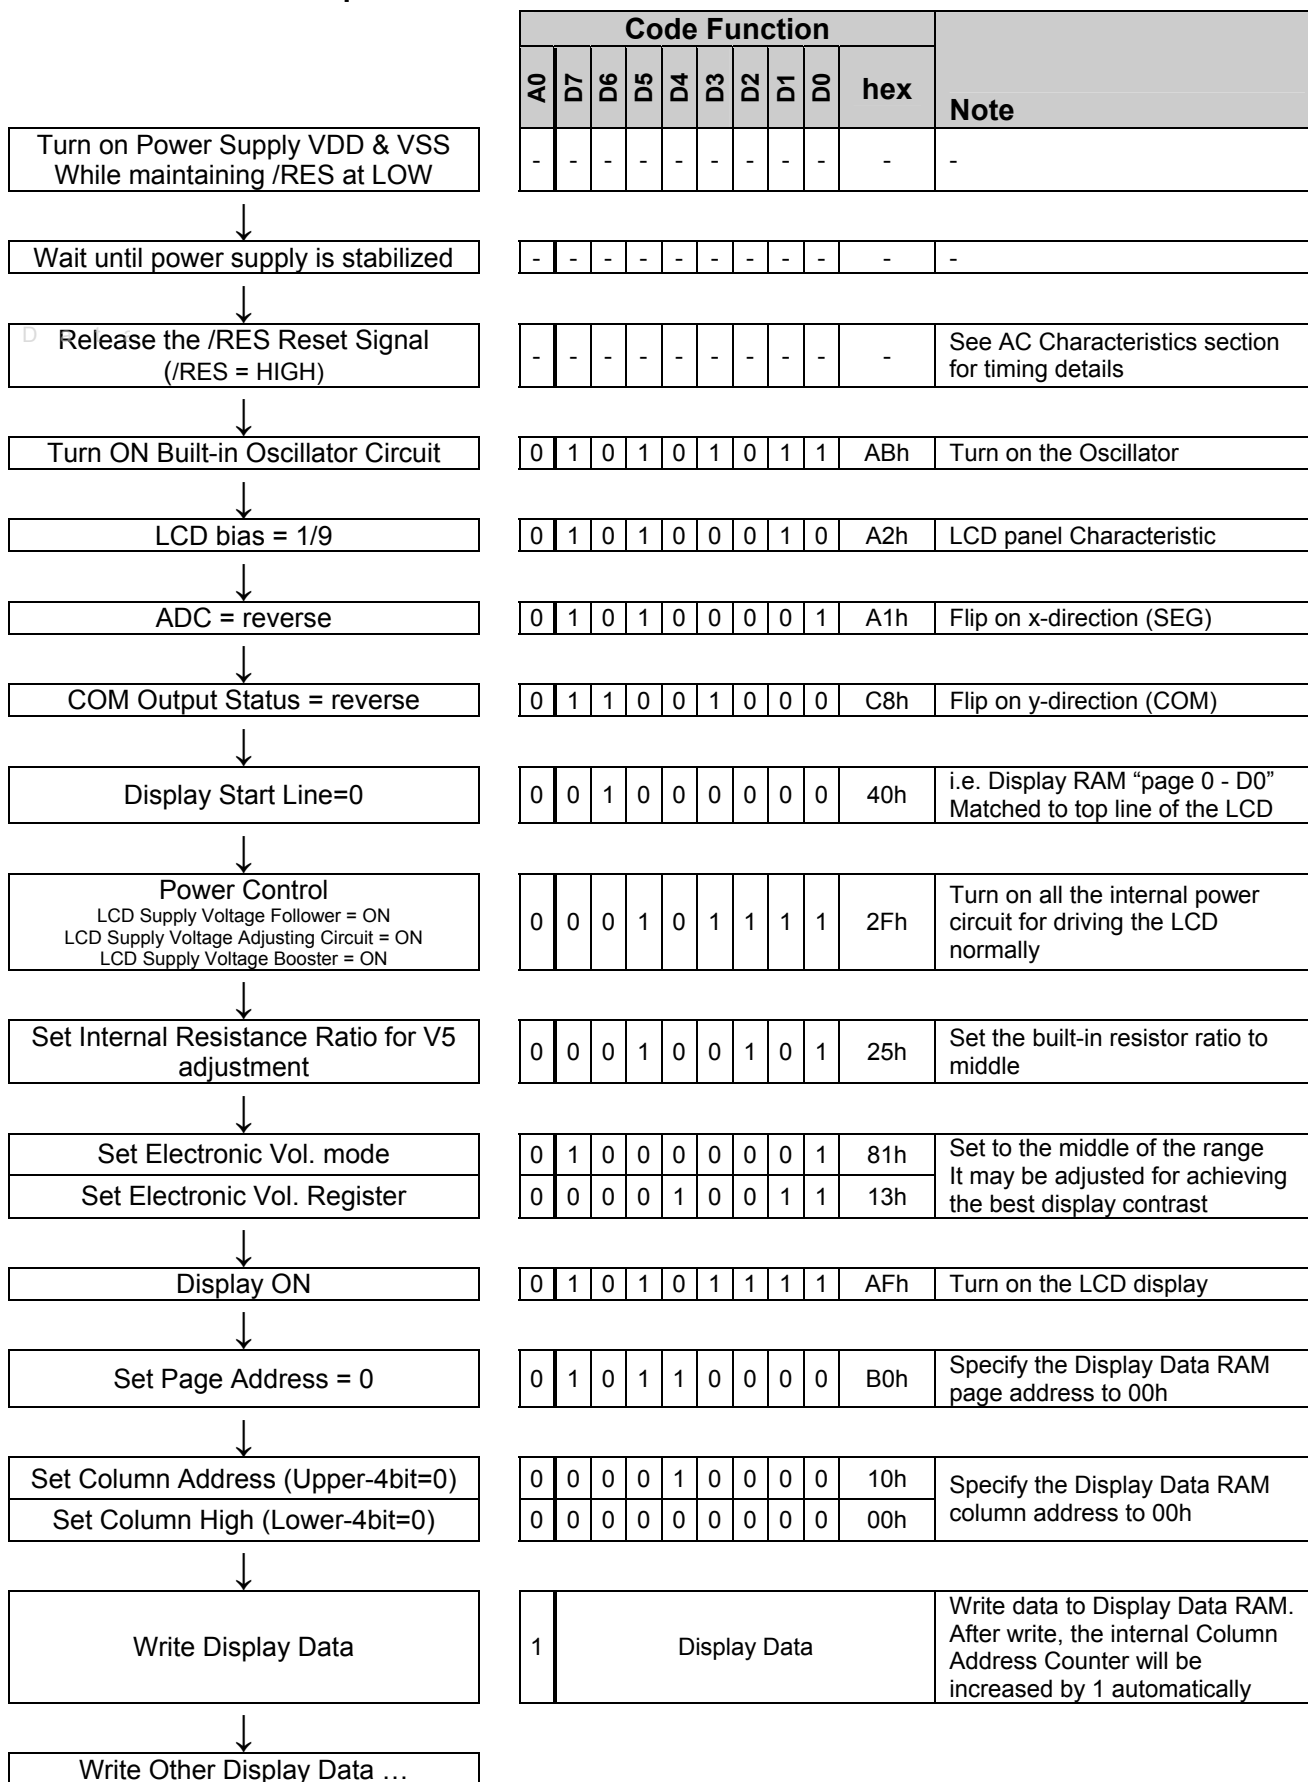 Code Function
A0 D7 D6 D5 D4 D3 D2 D1 D0 hex Note
Turn on Power Supply VDD & VSS
While maintaining /RES at LOW
- - - - - - - - - - -
Wait until power supply is stabilized
- - - - - - - - - - -
Release the /RES Reset Signal
(/RES = HIGH)
- - - - - - - - - -
See AC Characteristics section
for timing details
Turn ON Built-in Oscillator Circuit 0 1 0 1 0 1 0 1 1 ABh Turn on the Oscillator
LCD bias = 1/9 0 1 0 1 0 0 0 1 0 A2h LCD panel Characteristic
ADC = reverse 0 1 0 1 0 0 0 0 1 A1h Flip on x-direction (SEG)
COM Output Status = reverse 0 1 1 0 0 1 0 0 0 C8h Flip on y-direction (COM)
Display Start Line=0 0 0 1 0 0 0 0 0 0 40h
i.e. Display RAM “page 0 - D0”
Matched to top line of the LCD
Power Control
LCD Supply Voltage Follower = ON
LCD Supply Voltage Adjusting Circuit = ON
LCD Supply Voltage Booster = ON
0 0 0 1 0 1 1 1 1 2Fh
Turn on all the internal power
circuit for driving the LCD
normally
Set Internal Resistance Ratio for V5
adjustment
0 0 0 1 0 0 1 0 1 25h
Set the built-in resistor ratio to
middle
Set Electronic Vol. mode 0 1 0 0 0 0 0 0 1 81h
Set Electronic Vol. Register 0 0 0 0 1 0 0 1 1 13h
Set to the middle of the range
It may be adjusted for achieving
the best display contrast
Display ON 0 1 0 1 0 1 1 1 1 AFh Turn on the LCD display
Set Page Address = 0 0 1 0 1 1 0 0 0 0 B0h
Specify the Display Data RAM
page address to 00h
Set Column Address (Upper-4bit=0) 0 0 0 0 1 0 0 0 0 10h
Set Column High (Lower-4bit=0) 0 0 0 0 0 0 0 0 0 00h
Specify the Display Data RAM
column address to 00h
Write Display Data 1 Display Data
Write data to Display Data RAM.
After write, the internal Column
Address Counter will be
increased by 1 automatically
Write Other Display Data …